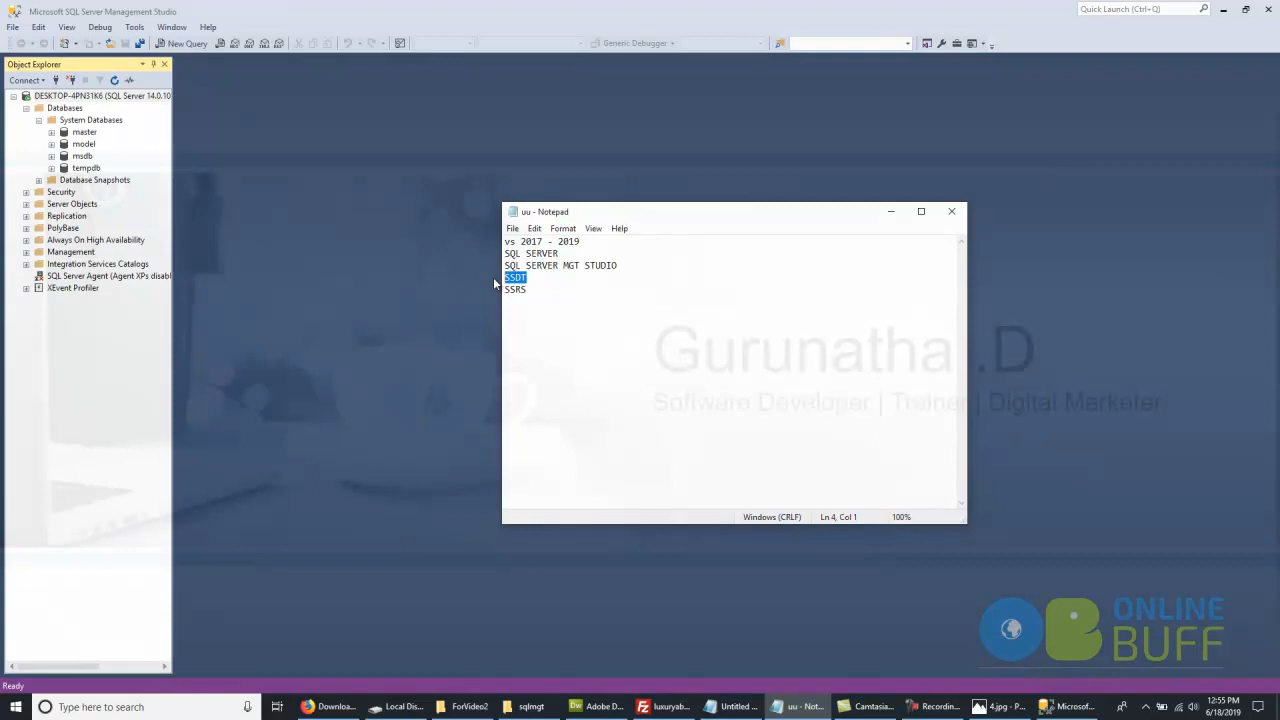 Microsoft SQL Server Management Studio
Quick Launch (Ctrl+Q)
File Edit View Debug Tools Window Help
New Query
Generic Debugger
Object Explorer
Connect
DESKTOP-4PN31K6 (SQL Server 14.0.10
Databases
System Databases
master
model
msdb
tempdb
Database Snapshots
Security
Server Objects
Replication
PolyBase
Always On High Availability
Management
Integration Services Catalogs
SQL Server Agent (Agent XPs disabl
XEvent Profiler
uu - Notepad
File Edit Format View Help
vs 2017 - 2019
SQL SERVER
SQL SERVER MGT STUDIO
SSDT
SSRS
Windows (CRLF) Ln 4, Col 1 100%
Gurunatha .D
Software Developer | Trainer | Digital Marketer
ONLINE
BUFF
Ready
Type here to search
Downloa...
Local Dis...
ForVideo2
sqlmgt
Adobe D...
luxuryab...
Untitled ...
uu - Not...
Camtasia...
Recordin...
4.jpg - P...
Microsof...
12:55 PM
6/18/2019